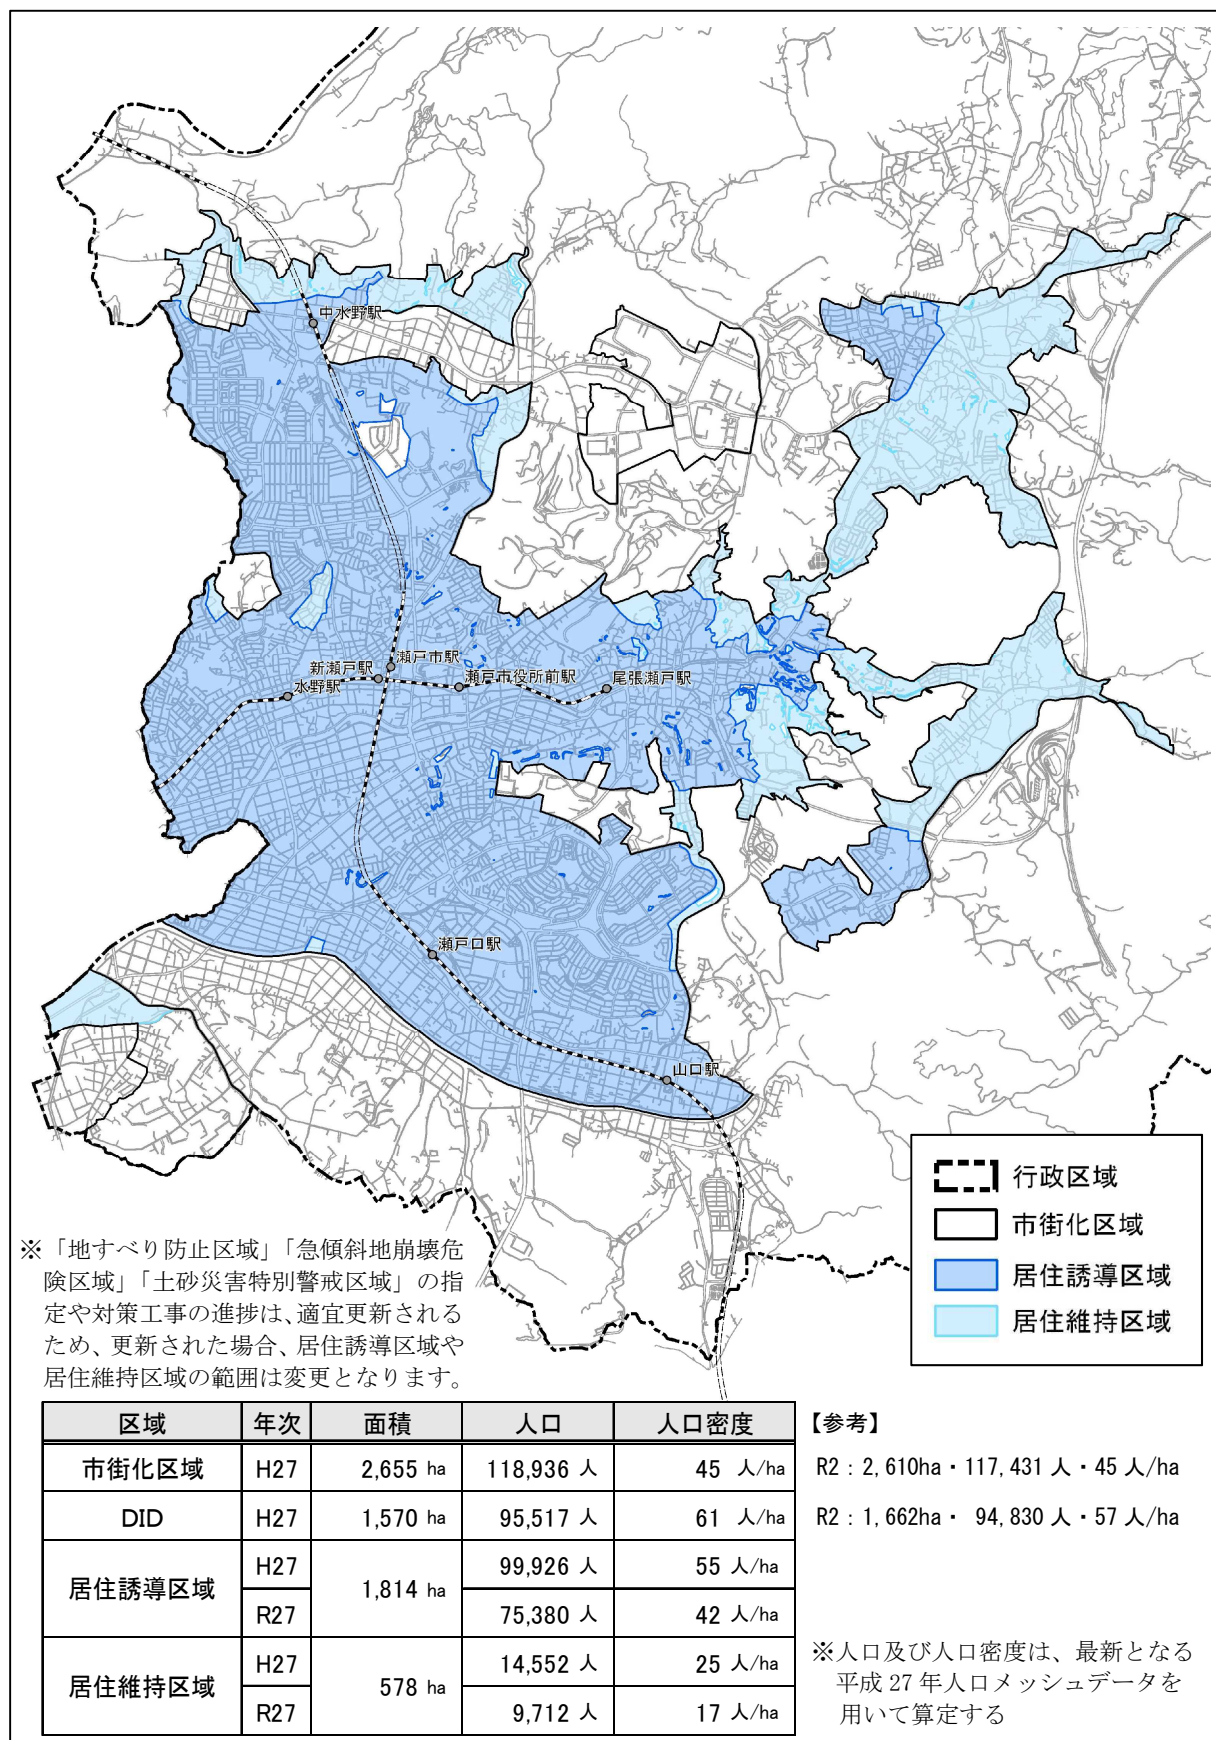 中水野駅
新瀬戸駅
瀬戸市駅
水野駅
瀬戸市役所前駅
尾張瀬戸駅
瀬戸口駅
山口駅
行政区域
市街化区域
居住誘導区域
居住維持区域
※「地すべり防止区域」「急傾斜地崩壊危
険区域」「土砂災害特別警戒区域」の指
定や対策工事の進捗は、適宜更新される
ため、更新された場合、居住誘導区域や
居住維持区域の範囲は変更となります。
区域 年次 面積 人口 人口密度 【参考】
市街化区域 H27 2,655 ha 118,936 人 45 人/ha R2：2,610ha・117,431 人・45 人/ha
DID H27 1,570 ha 95,517 人 61 人/ha R2：1,662ha・ 94,830 人・57 人/ha
居住誘導区域 H27 1,814 ha 99,926 人 55 人/ha
R27 75,380 人 42 人/ha
居住維持区域 H27 578 ha 14,552 人 25 人/ha
R27 9,712 人 17 人/ha
※人口及び人口密度は、最新となる
平成 27 年人口メッシュデータを
用いて算定する